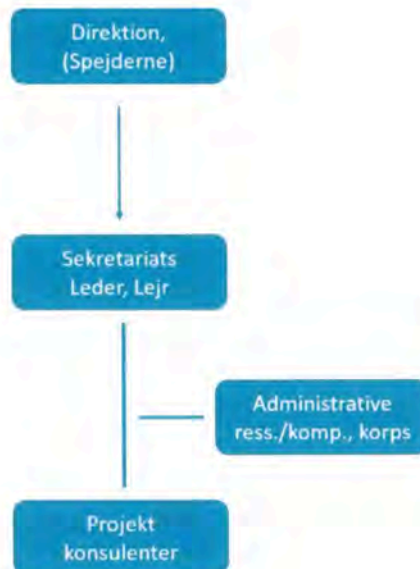 Direktion,
(Spejderne)
Sekretariats
Leder, Lejr
Administrative
ress./komp., korps
Projekt
konsulenter